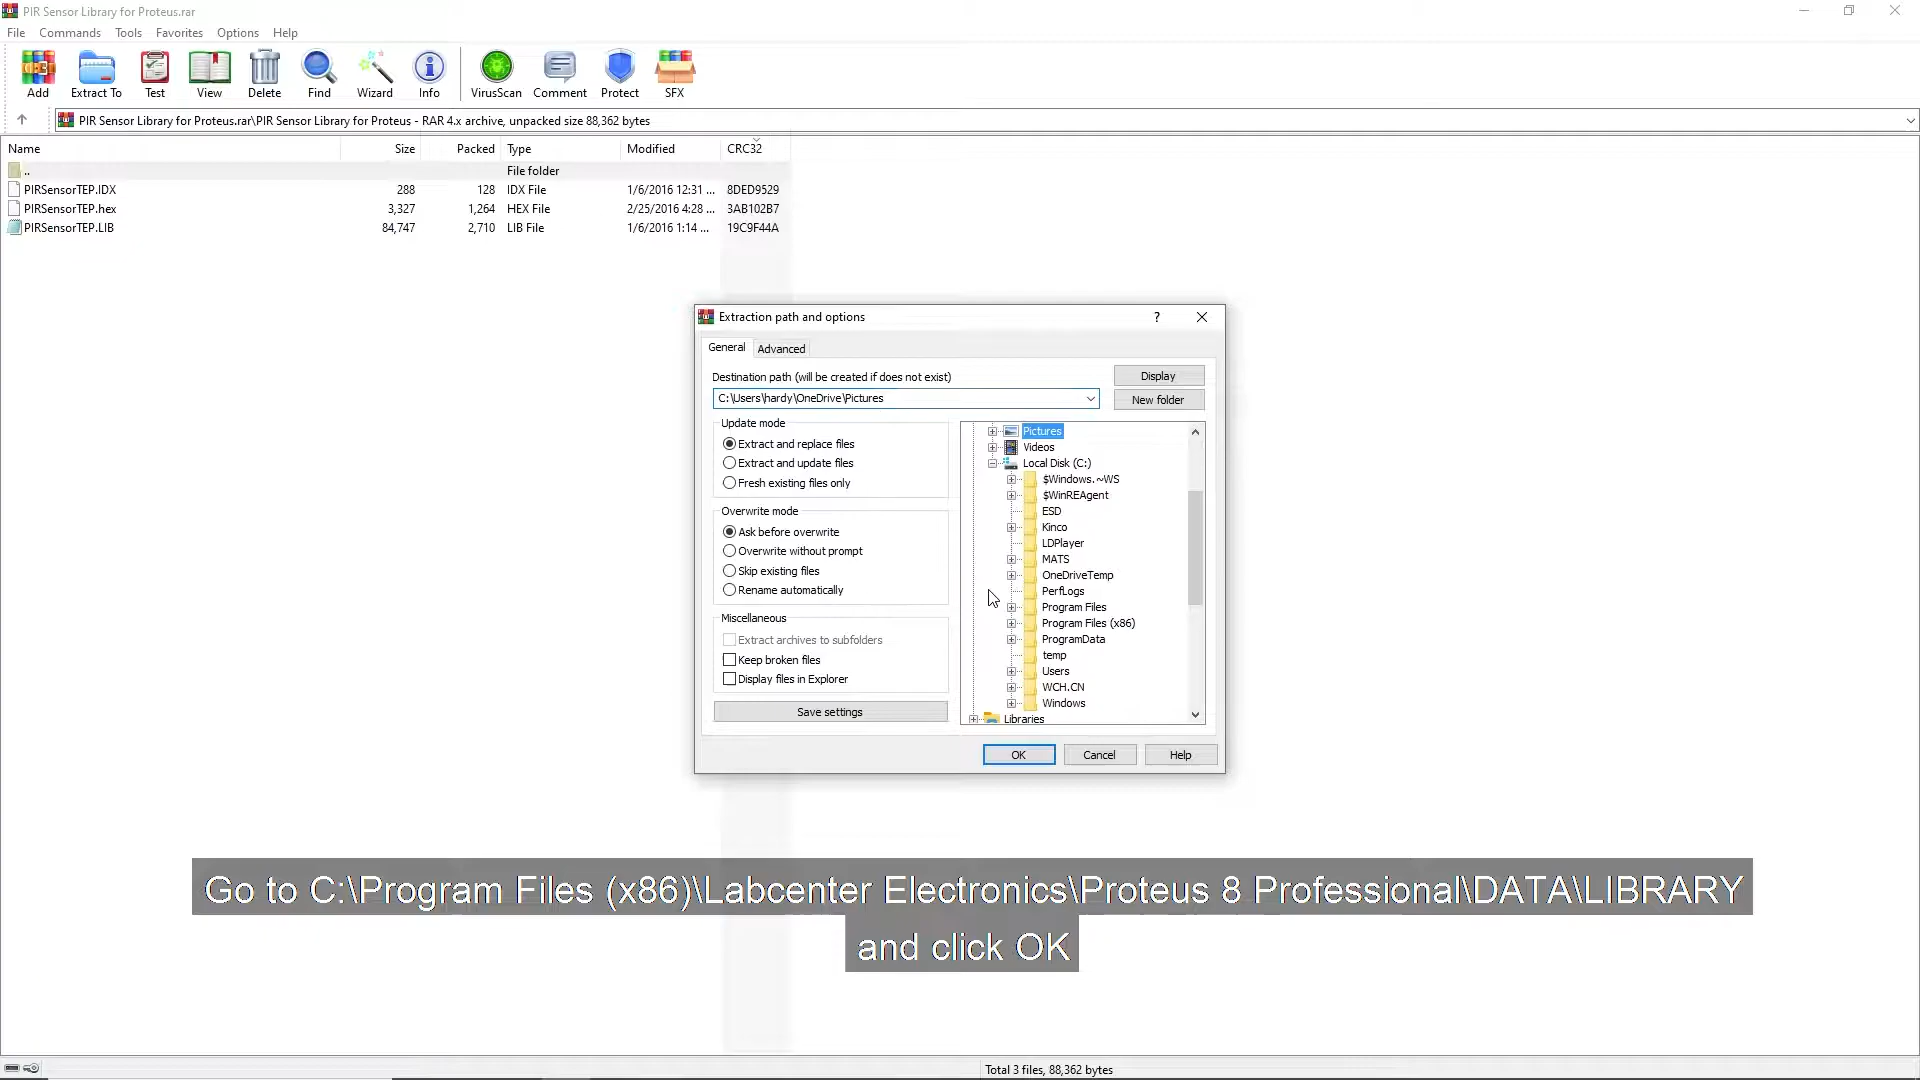 PIR Sensor Library for Proteus.rar
File Commands Tools Favorites Options Help
Add Extract To Test View Delete Find Wizard Info VirusScan Comment Protect SFX
PIR Sensor Library for Proteus.rar\PIR Sensor Library for Proteus - RAR 4.x archive, unpacked size 88,362 bytes
Name Size Packed Type Modified CRC32
.. File folder
PIRSensorTEP.IDX 288 128 IDX File 1/6/2016 12:31 ... 8DED9529
PIRSensorTEP.hex 3,327 1,264 HEX File 2/25/2016 4:28 ... 3AB102B7
PIRSensorTEP.LIB 84,747 2,710 LIB File 1/6/2016 1:14 ... 19C9F44A
Extraction path and options ?
General Advanced
Destination path (will be created if does not exist)
Display
C:\Users\hardy\OneDrive\Pictures
New folder
Update mode
Extract and replace files
Extract and update files
Fresh existing files only
Overwrite mode
Ask before overwrite
Overwrite without prompt
Skip existing files
Rename automatically
Miscellaneous
Extract archives to subfolders
Keep broken files
Display files in Explorer
Save settings
Pictures
Videos
Local Disk (C:)
$Windows.~WS
$WinREAgent
ESD
Kinco
LDPlayer
MATS
OneDriveTemp
PerfLogs
Program Files
Program Files (x86)
ProgramData
temp
Users
WCH.CN
Windows
Libraries
OK Cancel Help
Go to C:\Program Files (x86)\Labcenter Electronics\Proteus 8 Professional\DATA\LIBRARY
and click OK
Total 3 files, 88,362 bytes